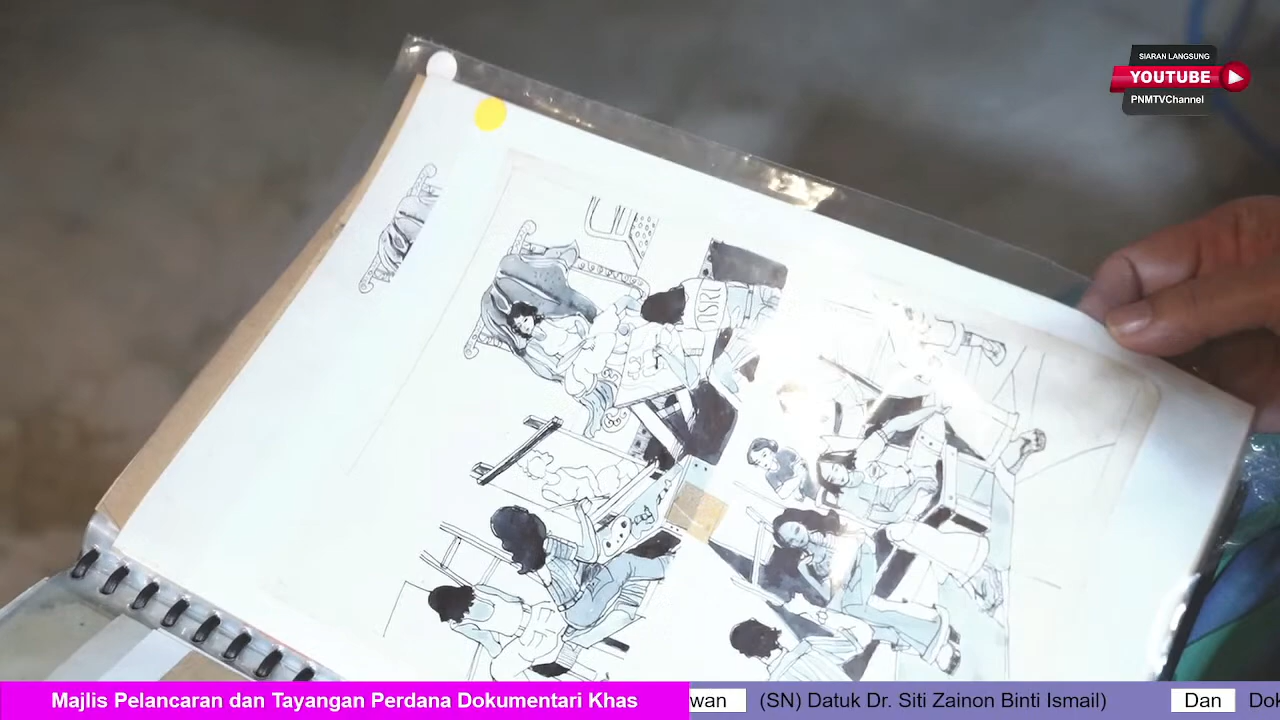 SIARAN LANGSUNG
YOUTUBE
PNMTVChannel
Majlis Pelancaran dan Tayangan Perdana Dokumentari Khas
wan (SN) Datuk Dr. Siti Zainon Binti Ismail) Dan Dok